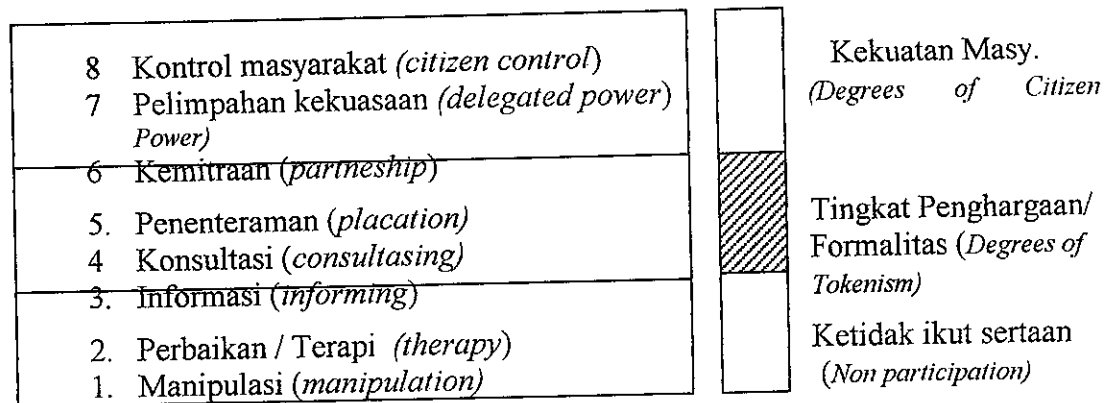 8 Kontrol masyarakat (citizen control)
7 Pelimpahan kekuasaan (delegated power)
Power)
6 Kemitraan (partneship)
5. Penenteraman (placation)
4 Konsultasi (consultasing)
3. Informasi (informing)
2. Perbaikan / Terapi (therapy)
1. Manipulasi (manipulation)
Kekuatan Masy.
(Degrees of Citizen
Tingkat Penghargaan/
Formalitas (Degrees of
Tokenism)
Ketidak ikut sertaan
(Non participation)